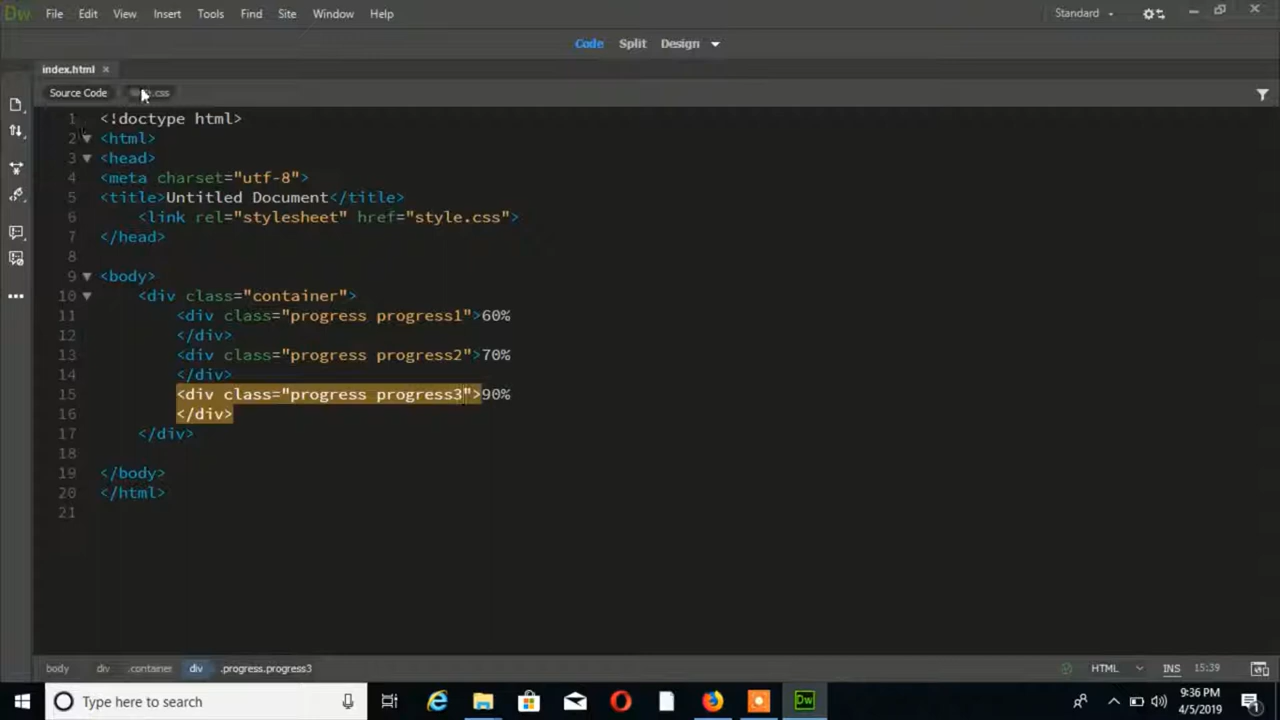 Dw File Edit View Insert Tools Find Site Window Help Standard
Code Split Design
index.html
Source Code
1 <!doctype html>
2 <html>
3 <head>
4 <meta charset="utf-8">
5 <title>Untitled Document</title>
6 <link rel="stylesheet" href="style.css">
7 </head>
8
9 <body>
10 <div class="container">
11 <div class="progress progress1">60%
12 </div>
13 <div class="progress progress2">70%
14 </div>
15 <div class="progress progress3">90%
16 </div>
17 </div>
18
19 </body>
20 </html>
21
body div .container div .progress.progress3 HTML INS 15:39
Type here to search
Dw
9:36 PM
4/5/2019
1